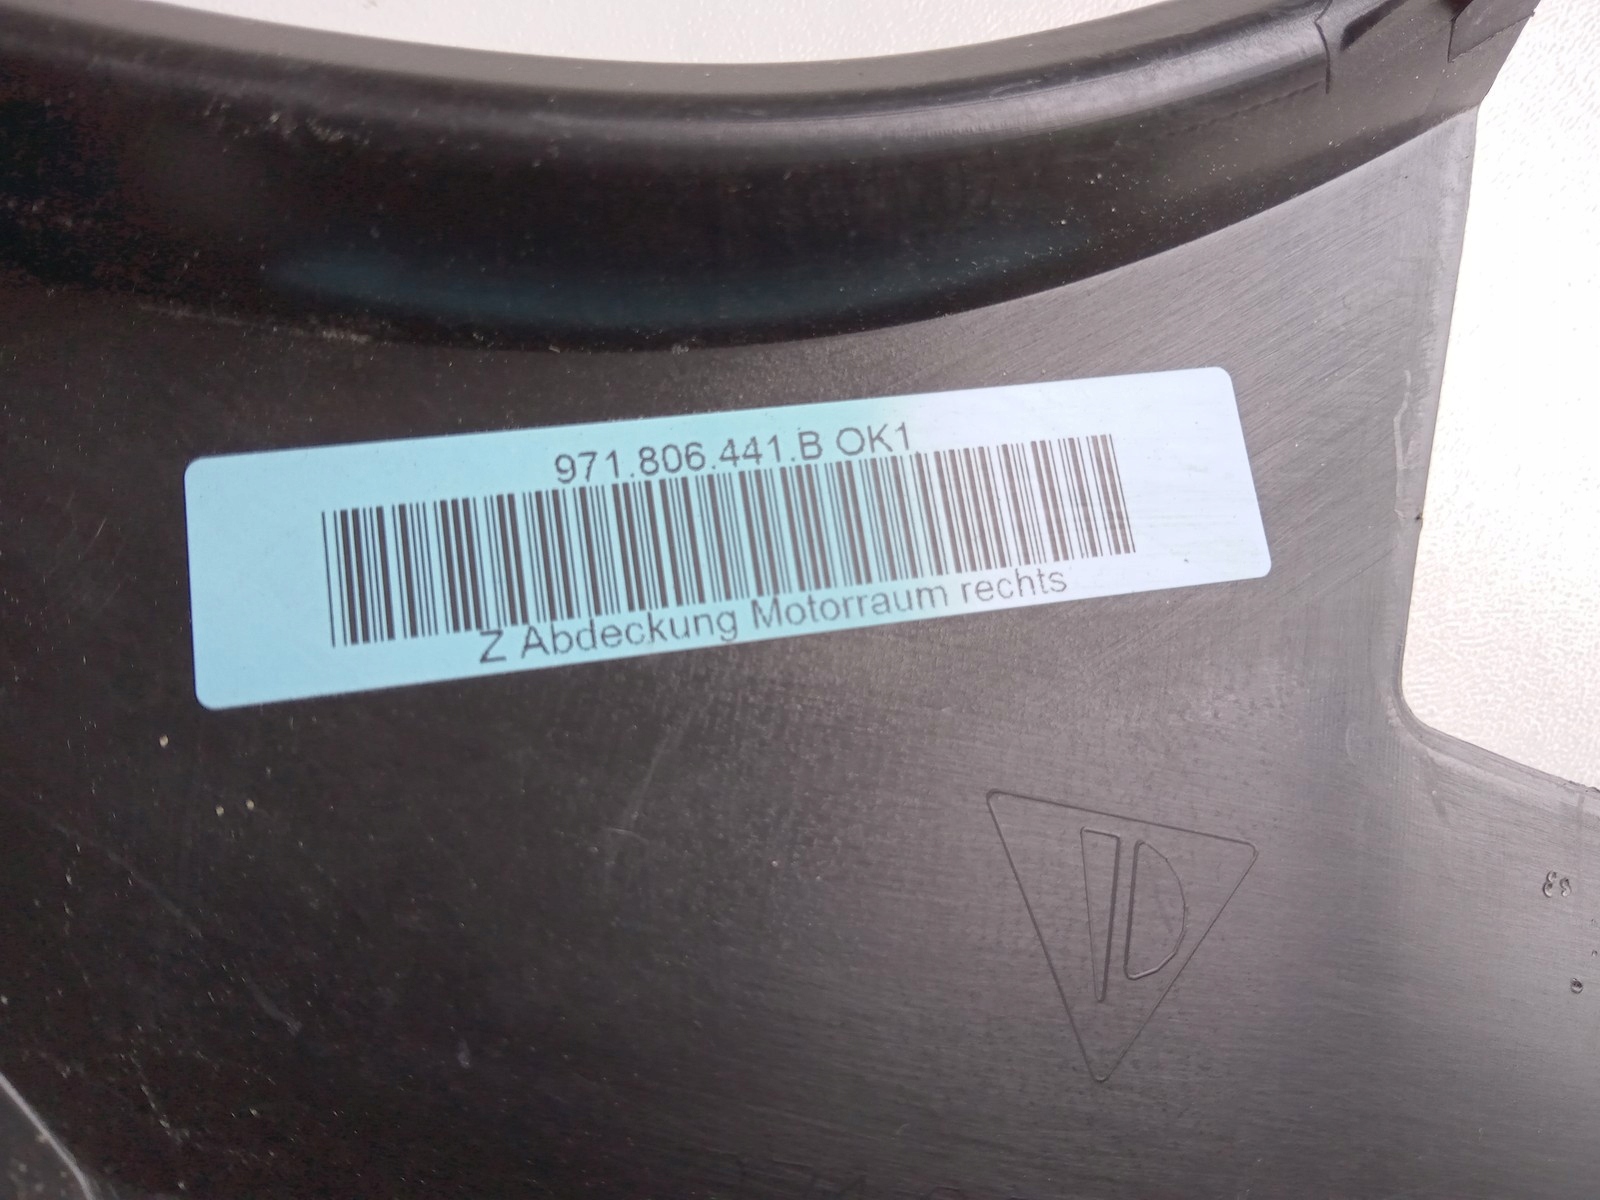 971.806.441.B OK1
Z Abdeckung Motorraum rechts